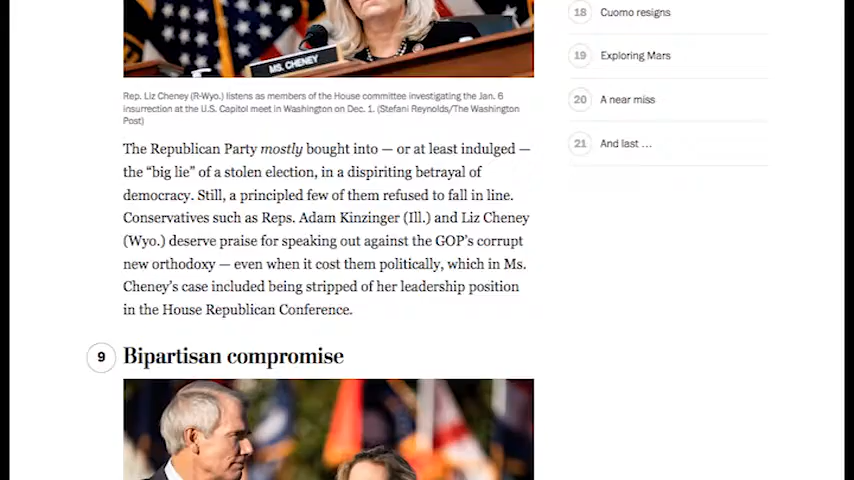 MS. CHENEY
Rep. Liz Cheney (R-Wyo.) listens as members of the House committee investigating the Jan. 6
insurrection at the U.S. Capitol meet in Washington on Dec. 1. (Stefani Reynolds/The Washington
Post)
The Republican Party mostly bought into — or at least indulged —
the “big lie” of a stolen election, in a dispiriting betrayal of
democracy. Still, a principled few of them refused to fall in line.
Conservatives such as Reps. Adam Kinzinger (Ill.) and Liz Cheney
(Wyo.) deserve praise for speaking out against the GOP’s corrupt
new orthodoxy — even when it cost them politically, which in Ms.
Cheney’s case included being stripped of her leadership position
in the House Republican Conference.
9 Bipartisan compromise
18 Cuomo resigns
19 Exploring Mars
20 A near miss
21 And last ...